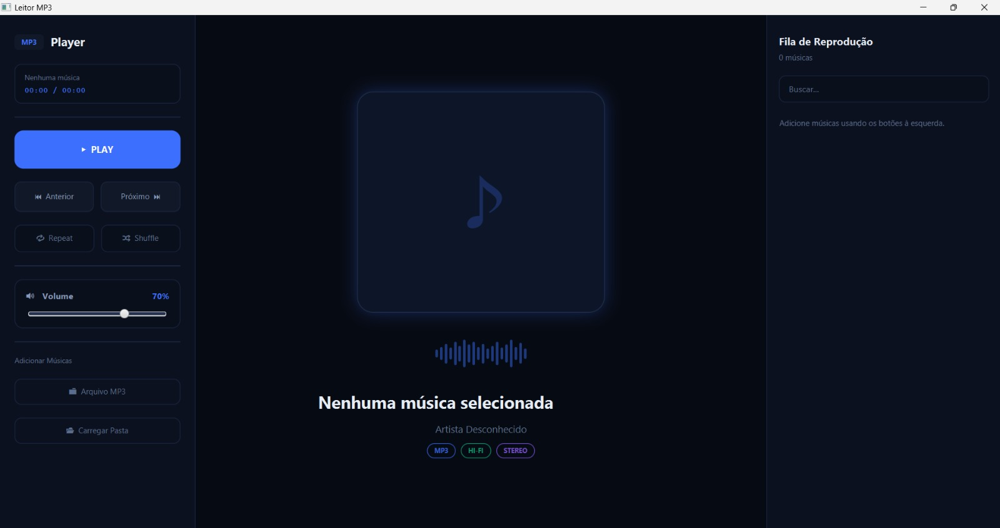 Leitor MP3
MP3 Player
Nenhuma música
00:00 / 00:00
PLAY
Anterior
Próximo
Repeat
Shuffle
Volume 70%
Adicionar Músicas
Arquivo MP3
Carregar Pasta
Nenhuma música selecionada
Artista Desconhecido
MP3 HI-FI STEREO
Fila de Reprodução
0 músicas
Buscar...
Adicione músicas usando os botões à esquerda.